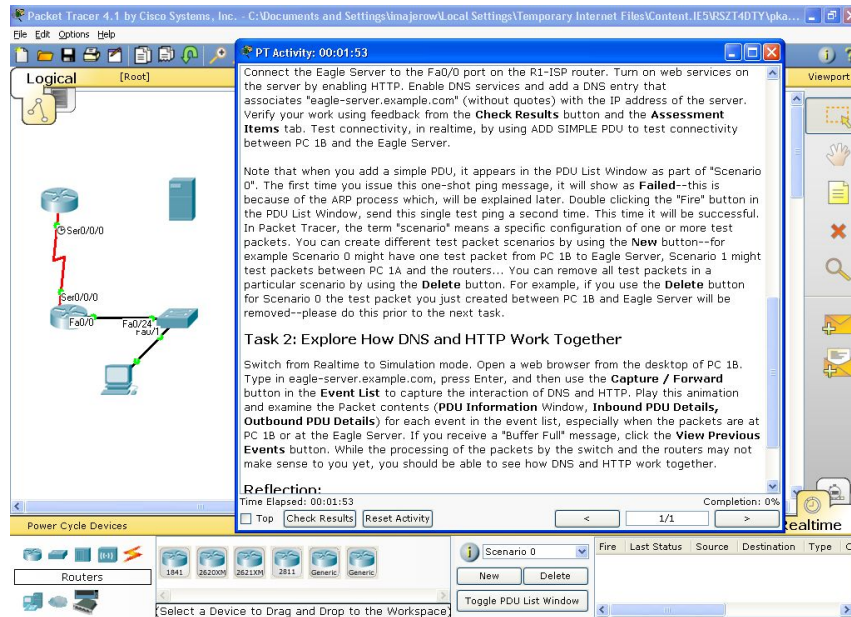 Packet Tracer 4.1 by Cisco Systems, Inc. - C:\Documents and Settings\imajerow\Local Settings\Temporary Internet Files\Content.IE5\RSZT4DTY\pka...
File Edit Options Help
Logical [Root]
Viewport
PT Activity: 00:01:53
Connect the Eagle Server to the Fa0/0 port on the R1-ISP router. Turn on web services on
the server by enabling HTTP. Enable DNS services and add a DNS entry that
associates "eagle-server.example.com" (without quotes) with the IP address of the server.
Verify your work using feedback from the Check Results button and the Assessment
Items tab. Test connectivity, in realtime, by using ADD SIMPLE PDU to test connectivity
between PC 1B and the Eagle Server.
Note that when you add a simple PDU, it appears in the PDU List Window as part of "Scenario
0". The first time you issue this one-shot ping message, it will show as Failed--this is
because of the ARP process which, will be explained later. Double clicking the "Fire" button in
the PDU List Window, send this single test ping a second time. This time it will be successful.
In Packet Tracer, the term "scenario" means a specific configuration of one or more test
packets. You can create different test packet scenarios by using the New button--for
example Scenario 0 might have one test packet from PC 1B to Eagle Server, Scenario 1 might
test packets between PC 1A and the routers... You can remove all test packets in a
particular scenario by using the Delete button. For example, if you use the Delete button
for Scenario 0 the test packet you just created between PC 1B and Eagle Server will be
removed--please do this prior to the next task.
Task 2: Explore How DNS and HTTP Work Together
Switch from Realtime to Simulation mode. Open a web browser from the desktop of PC 1B.
Type in eagle-server.example.com, press Enter, and then use the Capture / Forward
button in the Event List to capture the interaction of DNS and HTTP. Play this animation
and examine the Packet contents (PDU Information Window, Inbound PDU Details,
Outbound PDU Details) for each event in the event list, especially when the packets are at
PC 1B or at the Eagle Server. If you receive a "Buffer Full" message, click the View Previous
Events button. While the processing of the packets by the switch and the routers may not
make sense to you yet, you should be able to see how DNS and HTTP work together.
Reflection:
Time Elapsed: 00:01:53 Completion: 0%
Top Check Results Reset Activity < 1/1 >
Ser0/0/0
Ser0/0/0
Fa0/0 Fa0/24
Fa0/1
Power Cycle Devices
ealtime
Routers
1841 2620XM 2621XM 2811 Generic Generic
(Select a Device to Drag and Drop to the Workspace)
Scenario 0
New Delete
Toggle PDU List Window
Fire Last Status Source Destination Type C